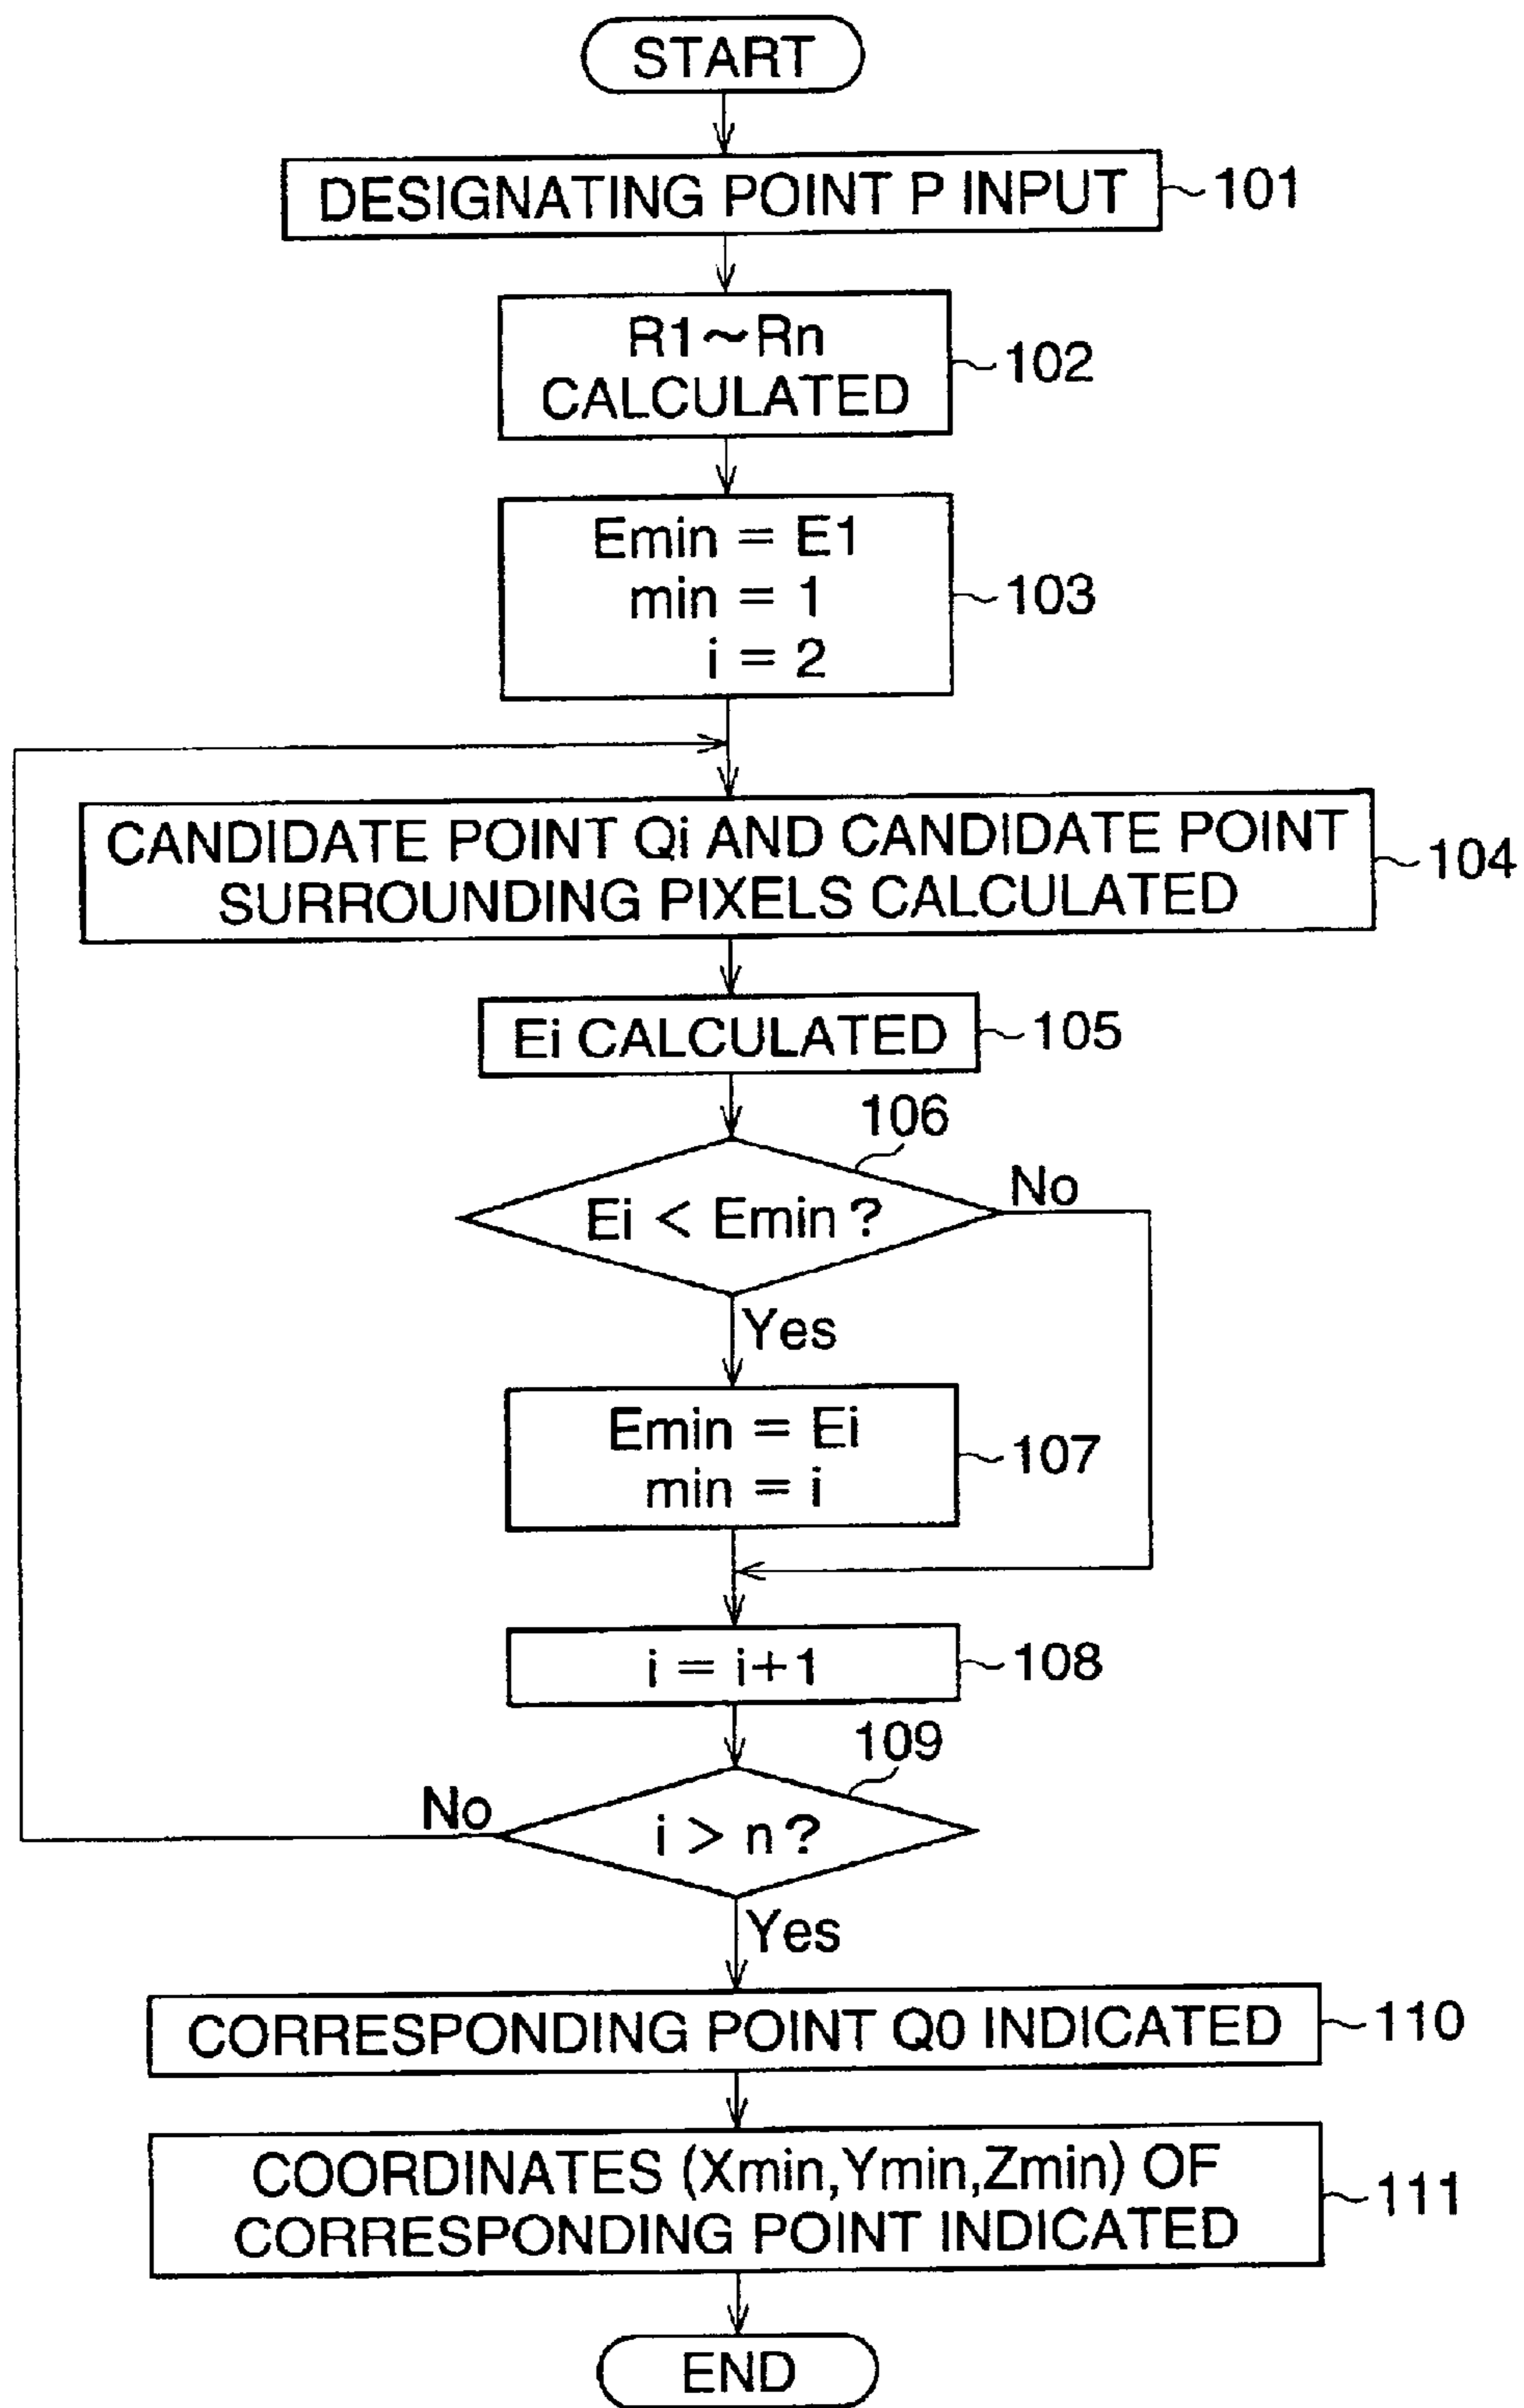 START
DESIGNATING POINT P INPUT
101
R1~Rn
CALCULATED
102
Emin = E1
min = 1
i = 2
103
CANDIDATE POINT Qi AND CANDIDATE POINT
SURROUNDING PIXELS CALCULATED
104
Ei CALCULATED
105
106
Ei < Emin ?
No
Yes
Emin = Ei
min = i
107
i = i+1
108
109
No
i > n ?
Yes
CORRESPONDING POINT Q0 INDICATED
110
COORDINATES (Xmin,Ymin,Zmin) OF
CORRESPONDING POINT INDICATED
111
END